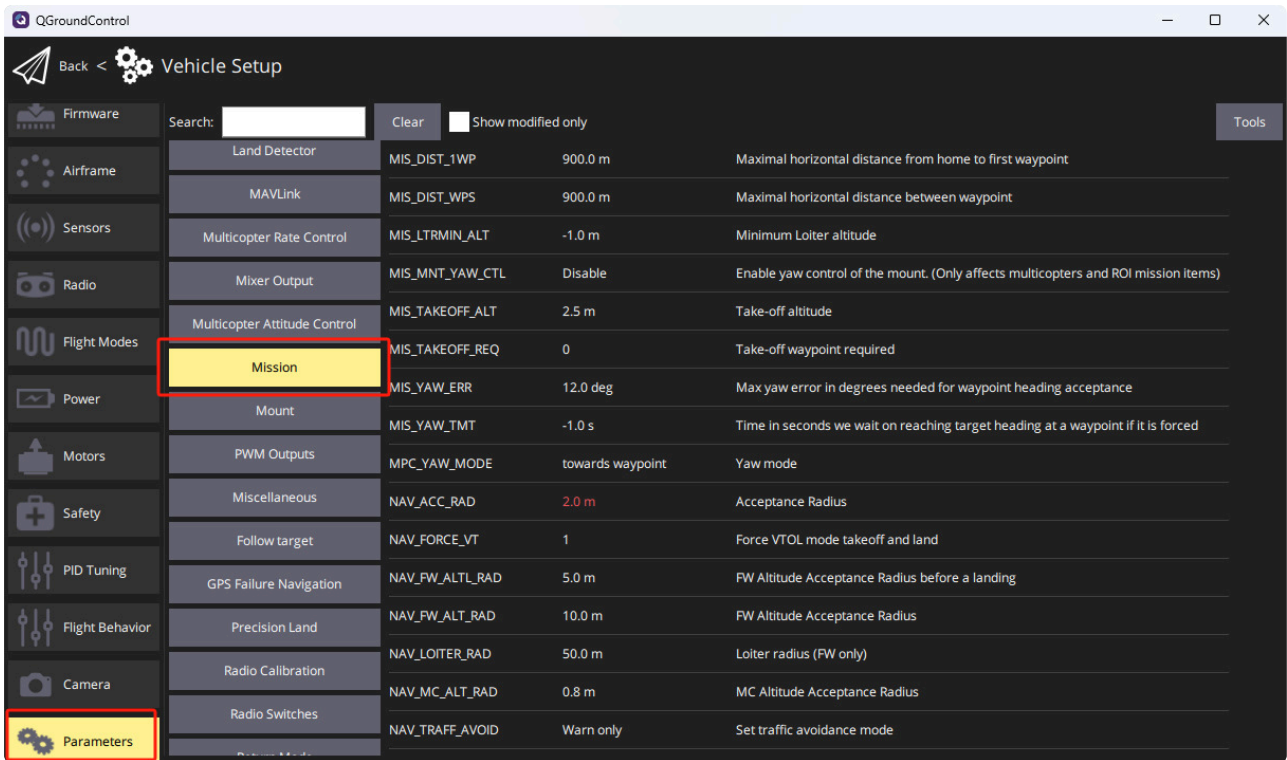 QGroundControl
Back < Vehicle Setup
Firmware
Airframe
Sensors
Radio
Flight Modes
Power
Motors
Safety
PID Tuning
Flight Behavior
Camera
Parameters
Search: Clear Show modified only Tools
Land Detector
MAVLink
Multicopter Rate Control
Mixer Output
Multicopter Attitude Control
Mission
Mount
PWM Outputs
Miscellaneous
Follow target
GPS Failure Navigation
Precision Land
Radio Calibration
Radio Switches
Return Mode
MIS_DIST_1WP 900.0 m Maximal horizontal distance from home to first waypoint
MIS_DIST_WPS 900.0 m Maximal horizontal distance between waypoint
MIS_LTRMIN_ALT -1.0 m Minimum Loiter altitude
MIS_MNT_YAW_CTL Disable Enable yaw control of the mount. (Only affects multicopters and ROI mission items)
MIS_TAKEOFF_ALT 2.5 m Take-off altitude
MIS_TAKEOFF_REQ 0 Take-off waypoint required
MIS_YAW_ERR 12.0 deg Max yaw error in degrees needed for waypoint heading acceptance
MIS_YAW_TMT -1.0 s Time in seconds we wait on reaching target heading at a waypoint if it is forced
MPC_YAW_MODE towards waypoint Yaw mode
NAV_ACC_RAD 2.0 m Acceptance Radius
NAV_FORCE_VT 1 Force VTOL mode takeoff and land
NAV_FW_ALTL_RAD 5.0 m FW Altitude Acceptance Radius before a landing
NAV_FW_ALT_RAD 10.0 m FW Altitude Acceptance Radius
NAV_LOITER_RAD 50.0 m Loiter radius (FW only)
NAV_MC_ALT_RAD 0.8 m MC Altitude Acceptance Radius
NAV_TRAFF_AVOID Warn only Set traffic avoidance mode